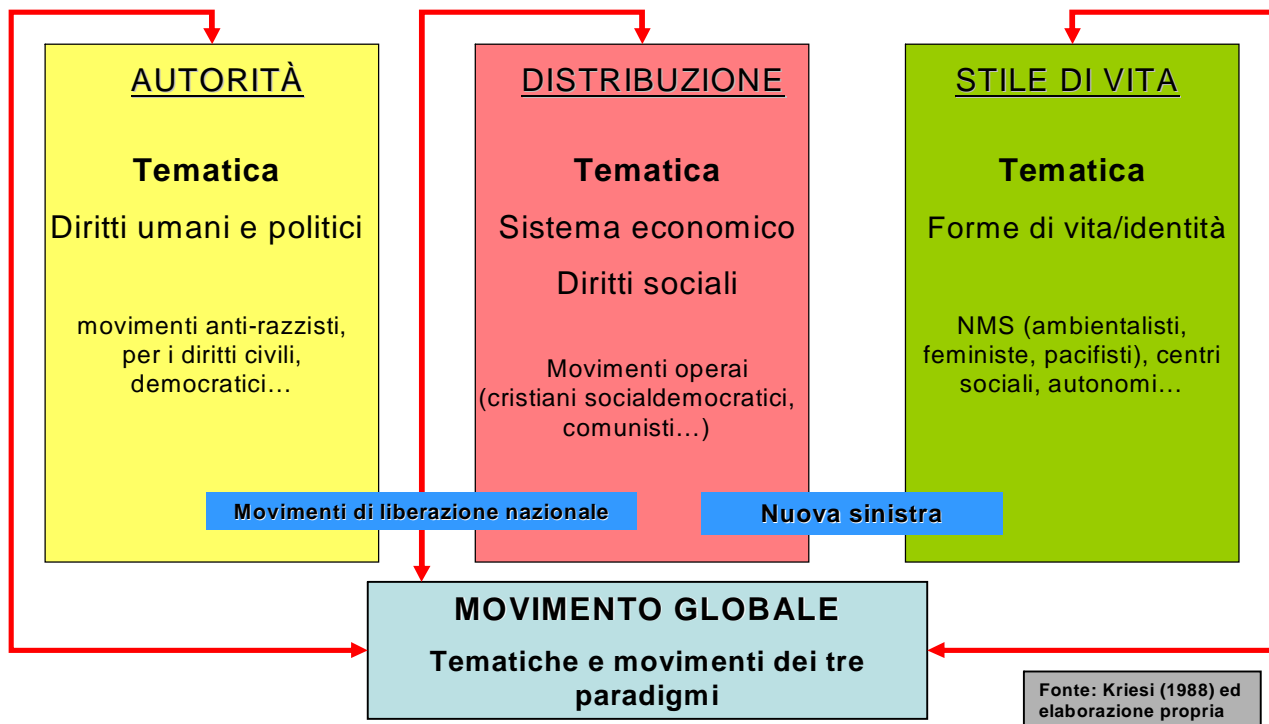 AUTORITÀ
Tematica
Diritti umani e politici
movimenti anti-razzisti,
per i diritti civili,
democratici…
DISTRIBUZIONE
Tematica
Sistema economico
Diritti sociali
Movimenti operai
(cristiani socialdemocratici,
comunisti…)
STILE DI VITA
Tematica
Forme di vita/identità
NMS (ambientalisti,
feministe, pacifisti), centri
sociali, autonomi…
Movimenti di liberazione nazionale
Nuova sinistra
MOVIMENTO GLOBALE
Tematiche e movimenti dei tre
paradigmi
Fonte: Kriesi (1988) ed
elaborazione propria